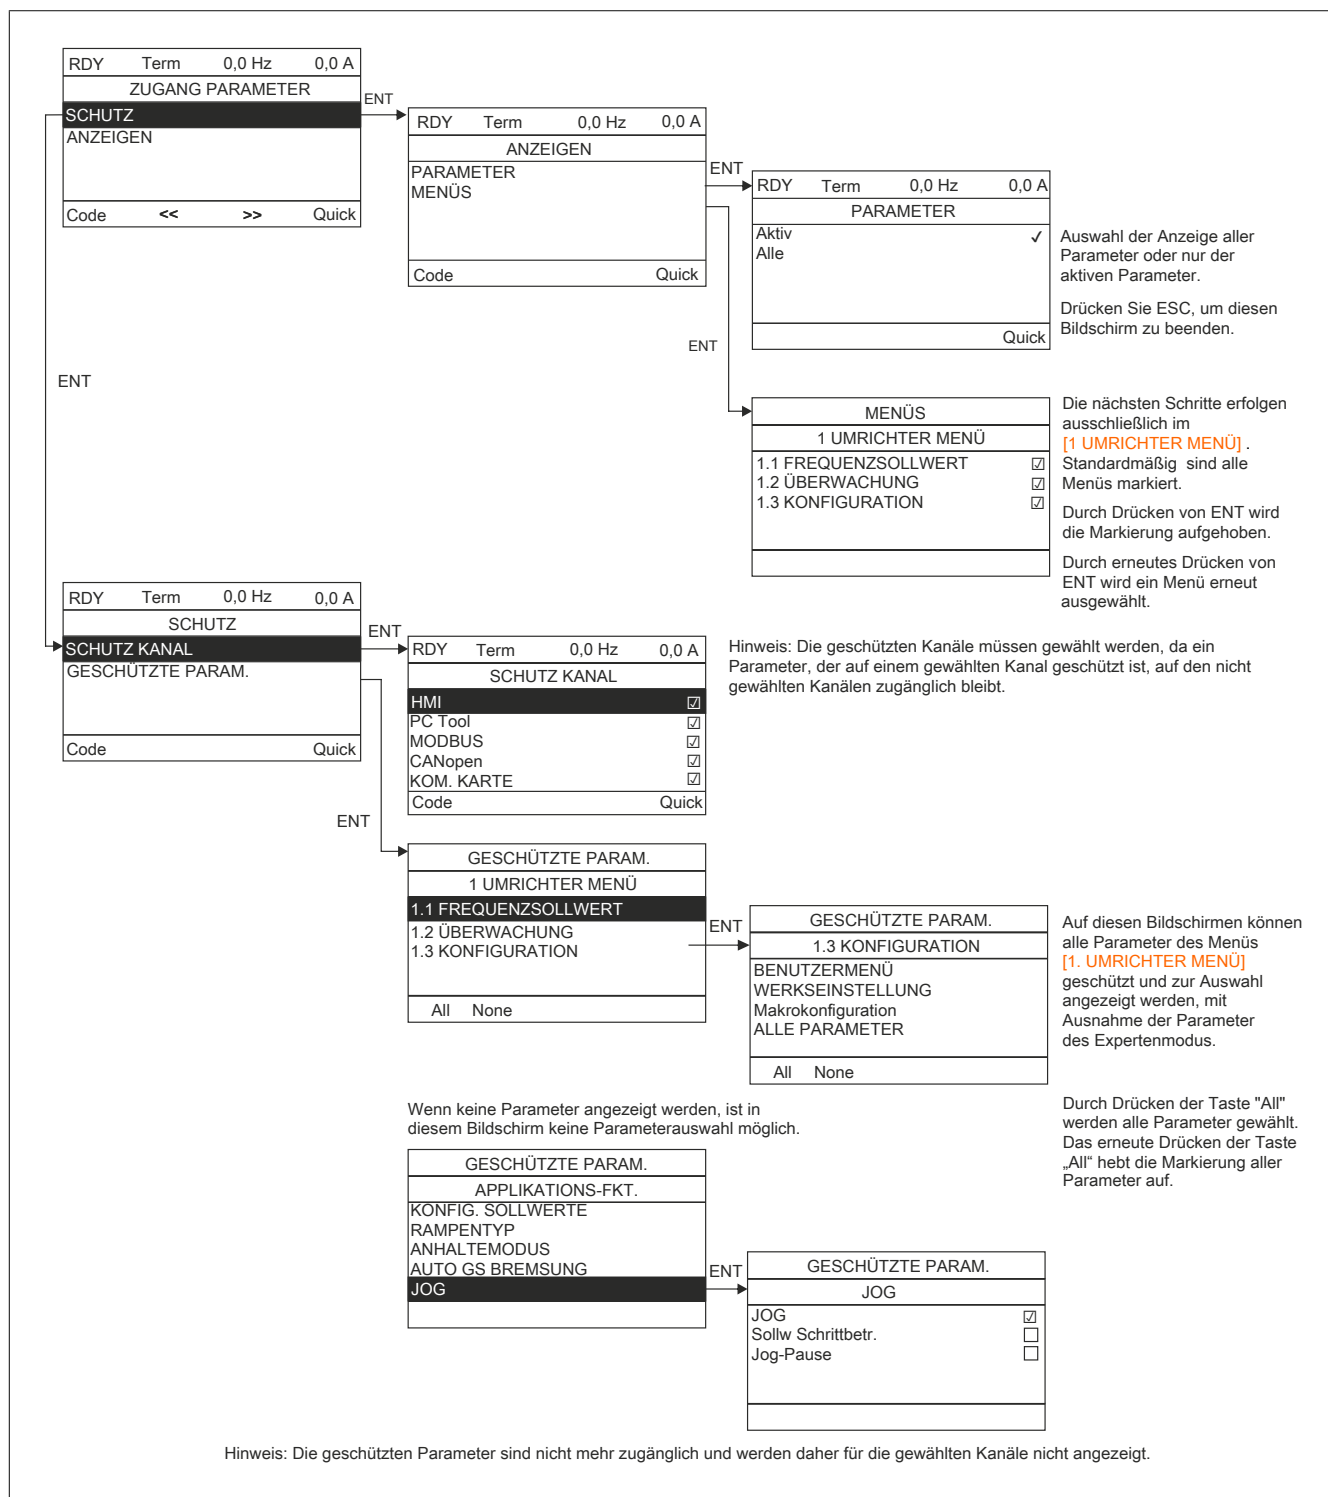 RDY Term 0,0 Hz 0,0 A
ZUGANG PARAMETER
SCHUTZ
ANZEIGEN
Code << >> Quick
ENT
RDY Term 0,0 Hz 0,0 A
ANZEIGEN
PARAMETER
MENÜS
Code Quick
ENT
RDY Term 0,0 Hz 0,0 A
PARAMETER
Aktiv ✓
Alle
Quick
Auswahl der Anzeige aller
Parameter oder nur der
aktiven Parameter.
Drücken Sie ESC, um diesen
Bildschirm zu beenden.
ENT
ENT
MENÜS
1 UMRICHTER MENÜ
1.1 FREQUENZSOLLWERT ☑
1.2 ÜBERWACHUNG ☑
1.3 KONFIGURATION ☑
Die nächsten Schritte erfolgen
ausschließlich im
[1 UMRICHTER MENÜ] .
Standardmäßig sind alle
Menüs markiert.
Durch Drücken von ENT wird
die Markierung aufgehoben.
Durch erneutes Drücken von
ENT wird ein Menü erneut
ausgewählt.
RDY Term 0,0 Hz 0,0 A
SCHUTZ
SCHUTZ KANAL
GESCHÜTZTE PARAM.
Code Quick
ENT
RDY Term 0,0 Hz 0,0 A
SCHUTZ KANAL
HMI ☑
PC Tool ☑
MODBUS ☑
CANopen ☑
KOM. KARTE ☑
Code Quick
Hinweis: Die geschützten Kanäle müssen gewählt werden, da ein
Parameter, der auf einem gewählten Kanal geschützt ist, auf den nicht
gewählten Kanälen zugänglich bleibt.
ENT
GESCHÜTZTE PARAM.
1 UMRICHTER MENÜ
1.1 FREQUENZSOLLWERT
1.2 ÜBERWACHUNG
1.3 KONFIGURATION
All None
ENT
GESCHÜTZTE PARAM.
1.3 KONFIGURATION
BENUTZERMENÜ
WERKSEINSTELLUNG
Makrokonfiguration
ALLE PARAMETER
All None
Auf diesen Bildschirmen können
alle Parameter des Menüs
[1. UMRICHTER MENÜ]
geschützt und zur Auswahl
angezeigt werden, mit
Ausnahme der Parameter
des Expertenmodus.
Durch Drücken der Taste "All"
werden alle Parameter gewählt.
Das erneute Drücken der Taste
„All“ hebt die Markierung aller
Parameter auf.
Wenn keine Parameter angezeigt werden, ist in
diesem Bildschirm keine Parameterauswahl möglich.
GESCHÜTZTE PARAM.
APPLIKATIONS-FKT.
KONFIG. SOLLWERTE
RAMPENTYP
ANHALTEMODUS
AUTO GS BREMSUNG
JOG
ENT
GESCHÜTZTE PARAM.
JOG
JOG ☑
Sollw Schrittbetr. ☐
Jog-Pause ☐
Hinweis: Die geschützten Parameter sind nicht mehr zugänglich und werden daher für die gewählten Kanäle nicht angezeigt.